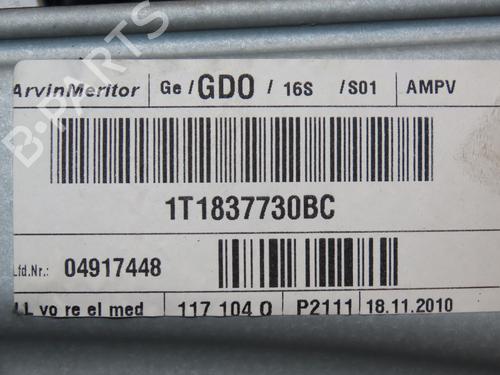 ArvinMeritor Ge / GDO / 16S / S01 AMPV
1T1837730BC
Lfd.Nr.: 04917448
LL vo re el med 117 104 Q P2111 18.11.2010
B-PARTS